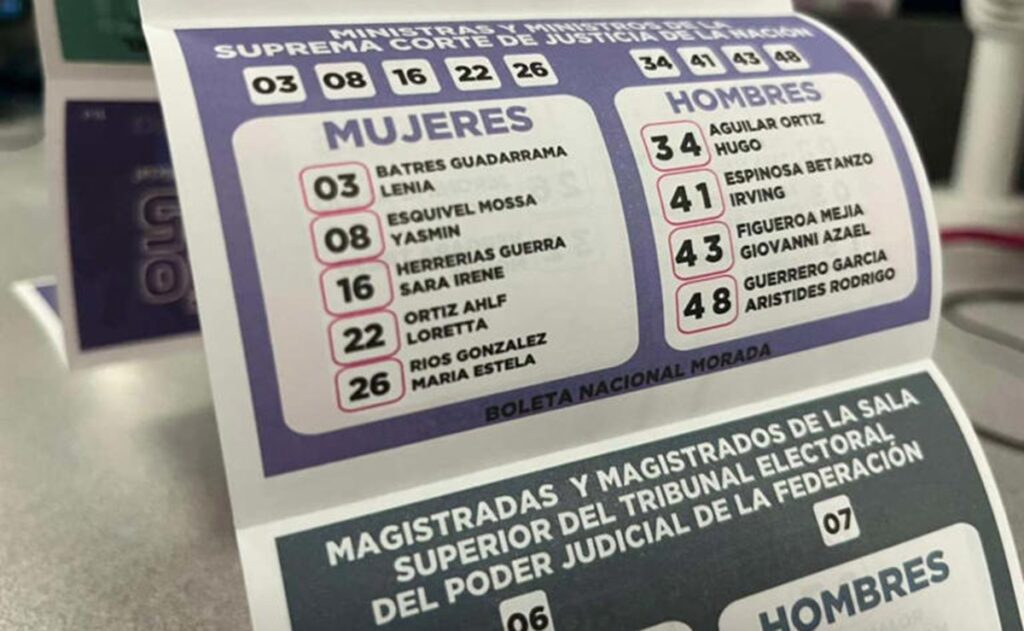 MINISTRAS Y MINISTROS DE LA
SUPREMA CORTE DE JUSTICIA DE LA NACIÓN
03 08 16 22 26
34 41 43 48
MUJERES
03 BATRES GUADARRAMA
LENIA
08 ESQUIVEL MOSSA
YASMIN
16 HERRERIAS GUERRA
SARA IRENE
22 ORTIZ AHLF
LORETTA
26 RIOS GONZALEZ
MARIA ESTELA
HOMBRES
34 AGUILAR ORTIZ
HUGO
41 ESPINOSA BETANZO
IRVING
43 FIGUEROA MEJIA
GIOVANNI AZAEL
48 GUERRERO GARCIA
ARISTIDES RODRIGO
BOLETA NACIONAL MORADA
MAGISTRADAS Y MAGISTRADOS DE LA SALA
SUPERIOR DEL TRIBUNAL ELECTORAL
DEL PODER JUDICIAL DE LA FEDERACIÓN
06
07
HOMBRES